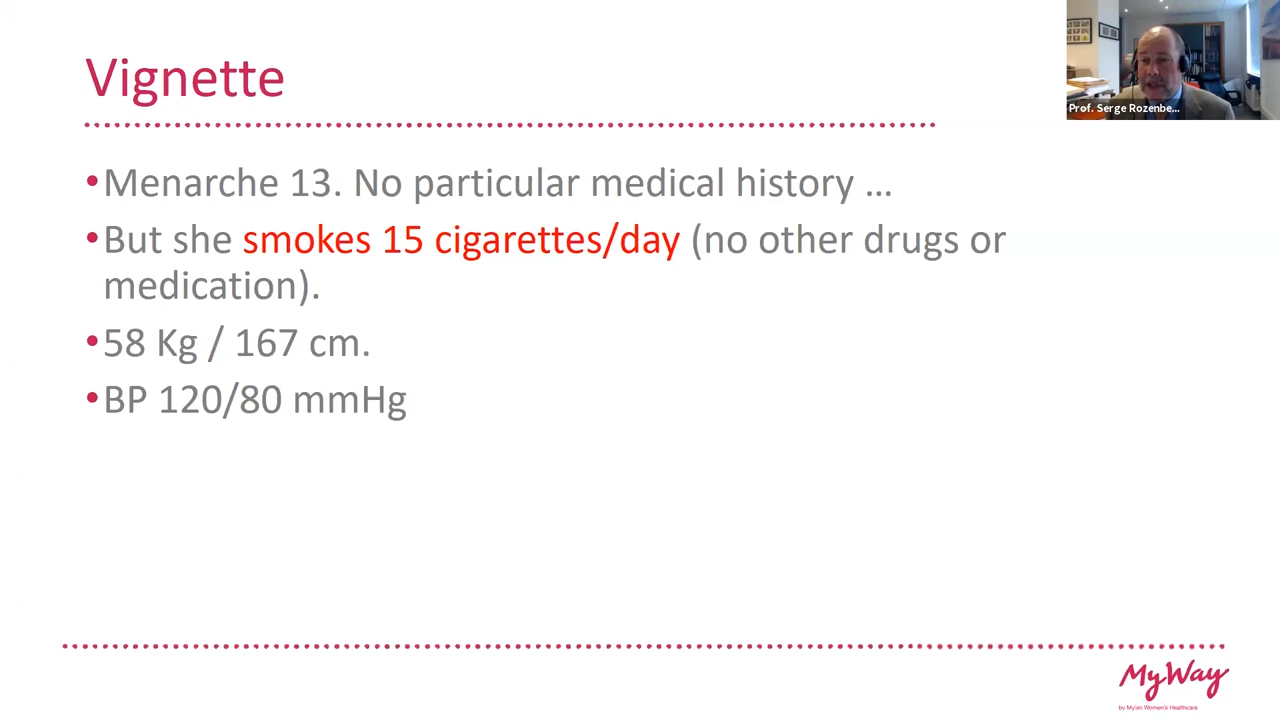 Vignette
Prof. Serge Rozenbe...
•Menarche 13. No particular medical history ...
•But she smokes 15 cigarettes/day (no other drugs or
medication).
•58 Kg / 167 cm.
•BP 120/80 mmHg
MyWay
by Mylan Women's Healthcare